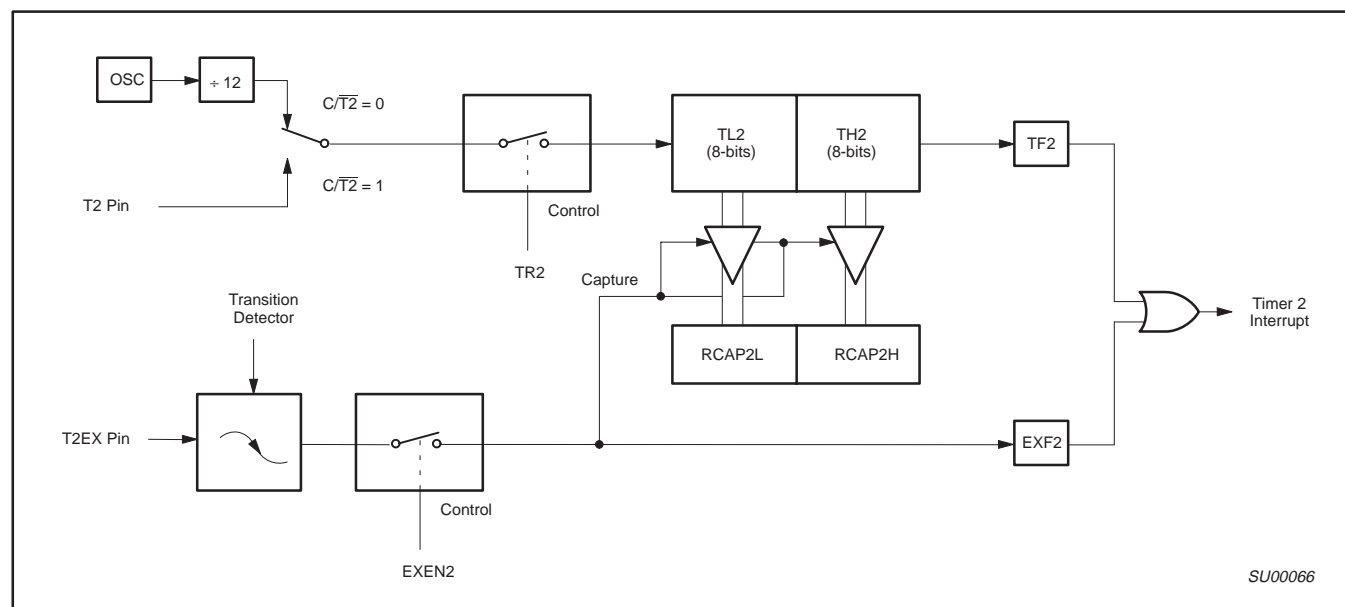 OSC
÷ 12
C/T2̅ = 0
C/T2̅ = 1
T2 Pin
Control
TR2
TL2
(8-bits)
TH2
(8-bits)
TF2
Capture
Transition
Detector
RCAP2L
RCAP2H
Timer 2
Interrupt
T2EX Pin
EXF2
Control
EXEN2
SU00066